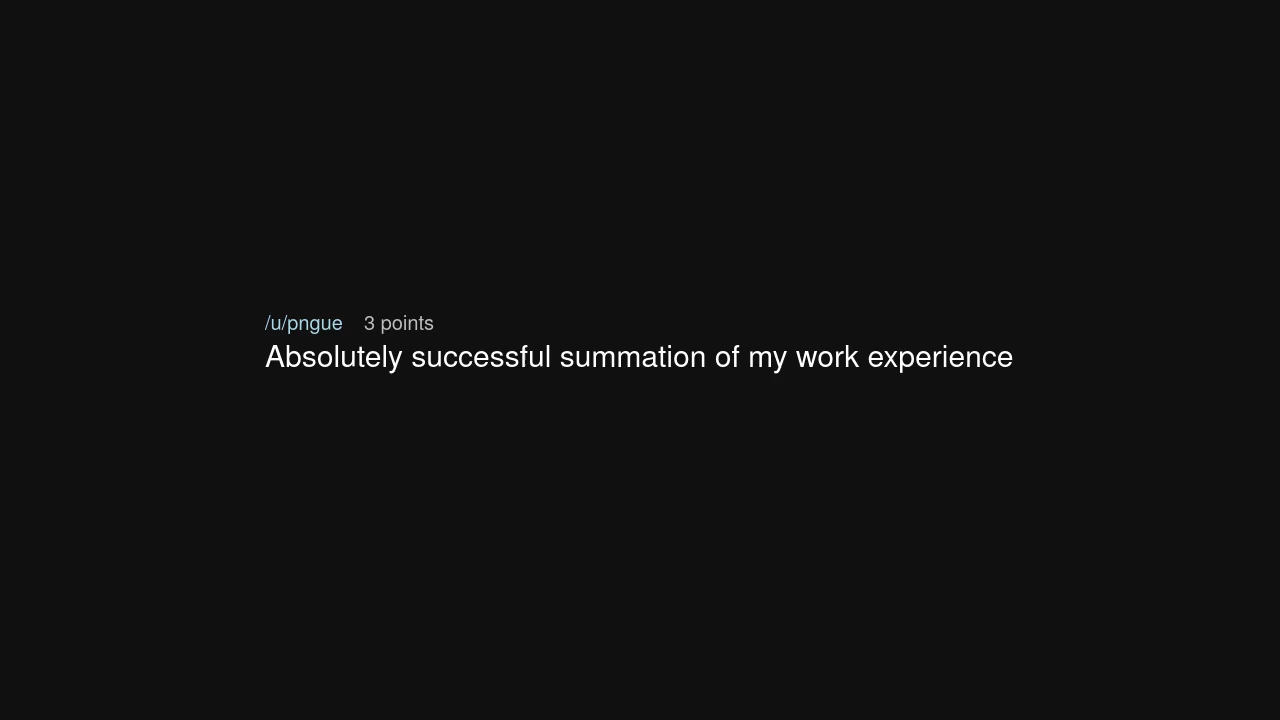 /u/pngue 3 points
Absolutely successful summation of my work experience